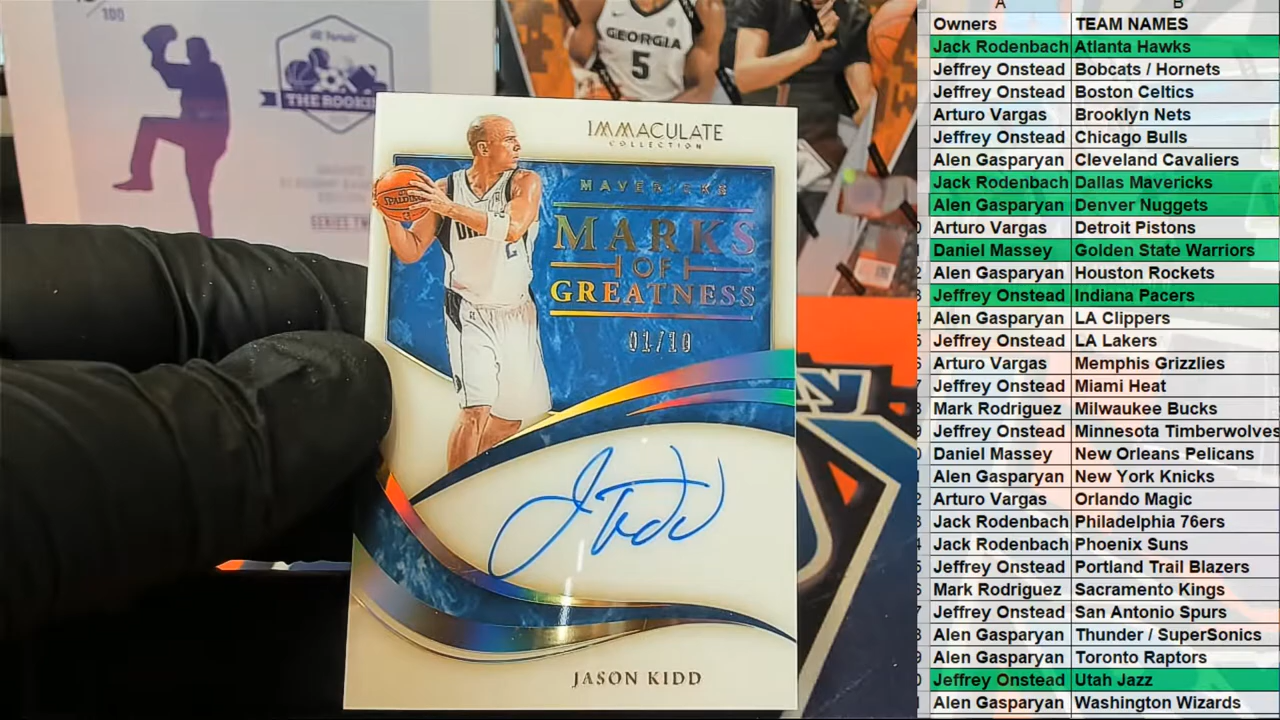 /100
THE ROOKIE
SERIES TWO
GEORGIA
5
IMMACULATE
COLLECTION
MAVERICKS
MARKS
OF
GREATNESS
01/10
SPALDING
2
J Kidd
JASON KIDD
A B
Owners TEAM NAMES
Jack Rodenbach Atlanta Hawks
Jeffrey Onstead Bobcats / Hornets
Jeffrey Onstead Boston Celtics
Arturo Vargas Brooklyn Nets
Jeffrey Onstead Chicago Bulls
Alen Gasparyan Cleveland Cavaliers
Jack Rodenbach Dallas Mavericks
Alen Gasparyan Denver Nuggets
Arturo Vargas Detroit Pistons
Daniel Massey Golden State Warriors
Alen Gasparyan Houston Rockets
Jeffrey Onstead Indiana Pacers
Alen Gasparyan LA Clippers
Jeffrey Onstead LA Lakers
Arturo Vargas Memphis Grizzlies
Jeffrey Onstead Miami Heat
Mark Rodriguez Milwaukee Bucks
Jeffrey Onstead Minnesota Timberwolves
Daniel Massey New Orleans Pelicans
Alen Gasparyan New York Knicks
Arturo Vargas Orlando Magic
Jack Rodenbach Philadelphia 76ers
Jack Rodenbach Phoenix Suns
Jeffrey Onstead Portland Trail Blazers
Mark Rodriguez Sacramento Kings
Jeffrey Onstead San Antonio Spurs
Alen Gasparyan Thunder / SuperSonics
Alen Gasparyan Toronto Raptors
Jeffrey Onstead Utah Jazz
Alen Gasparyan Washington Wizards